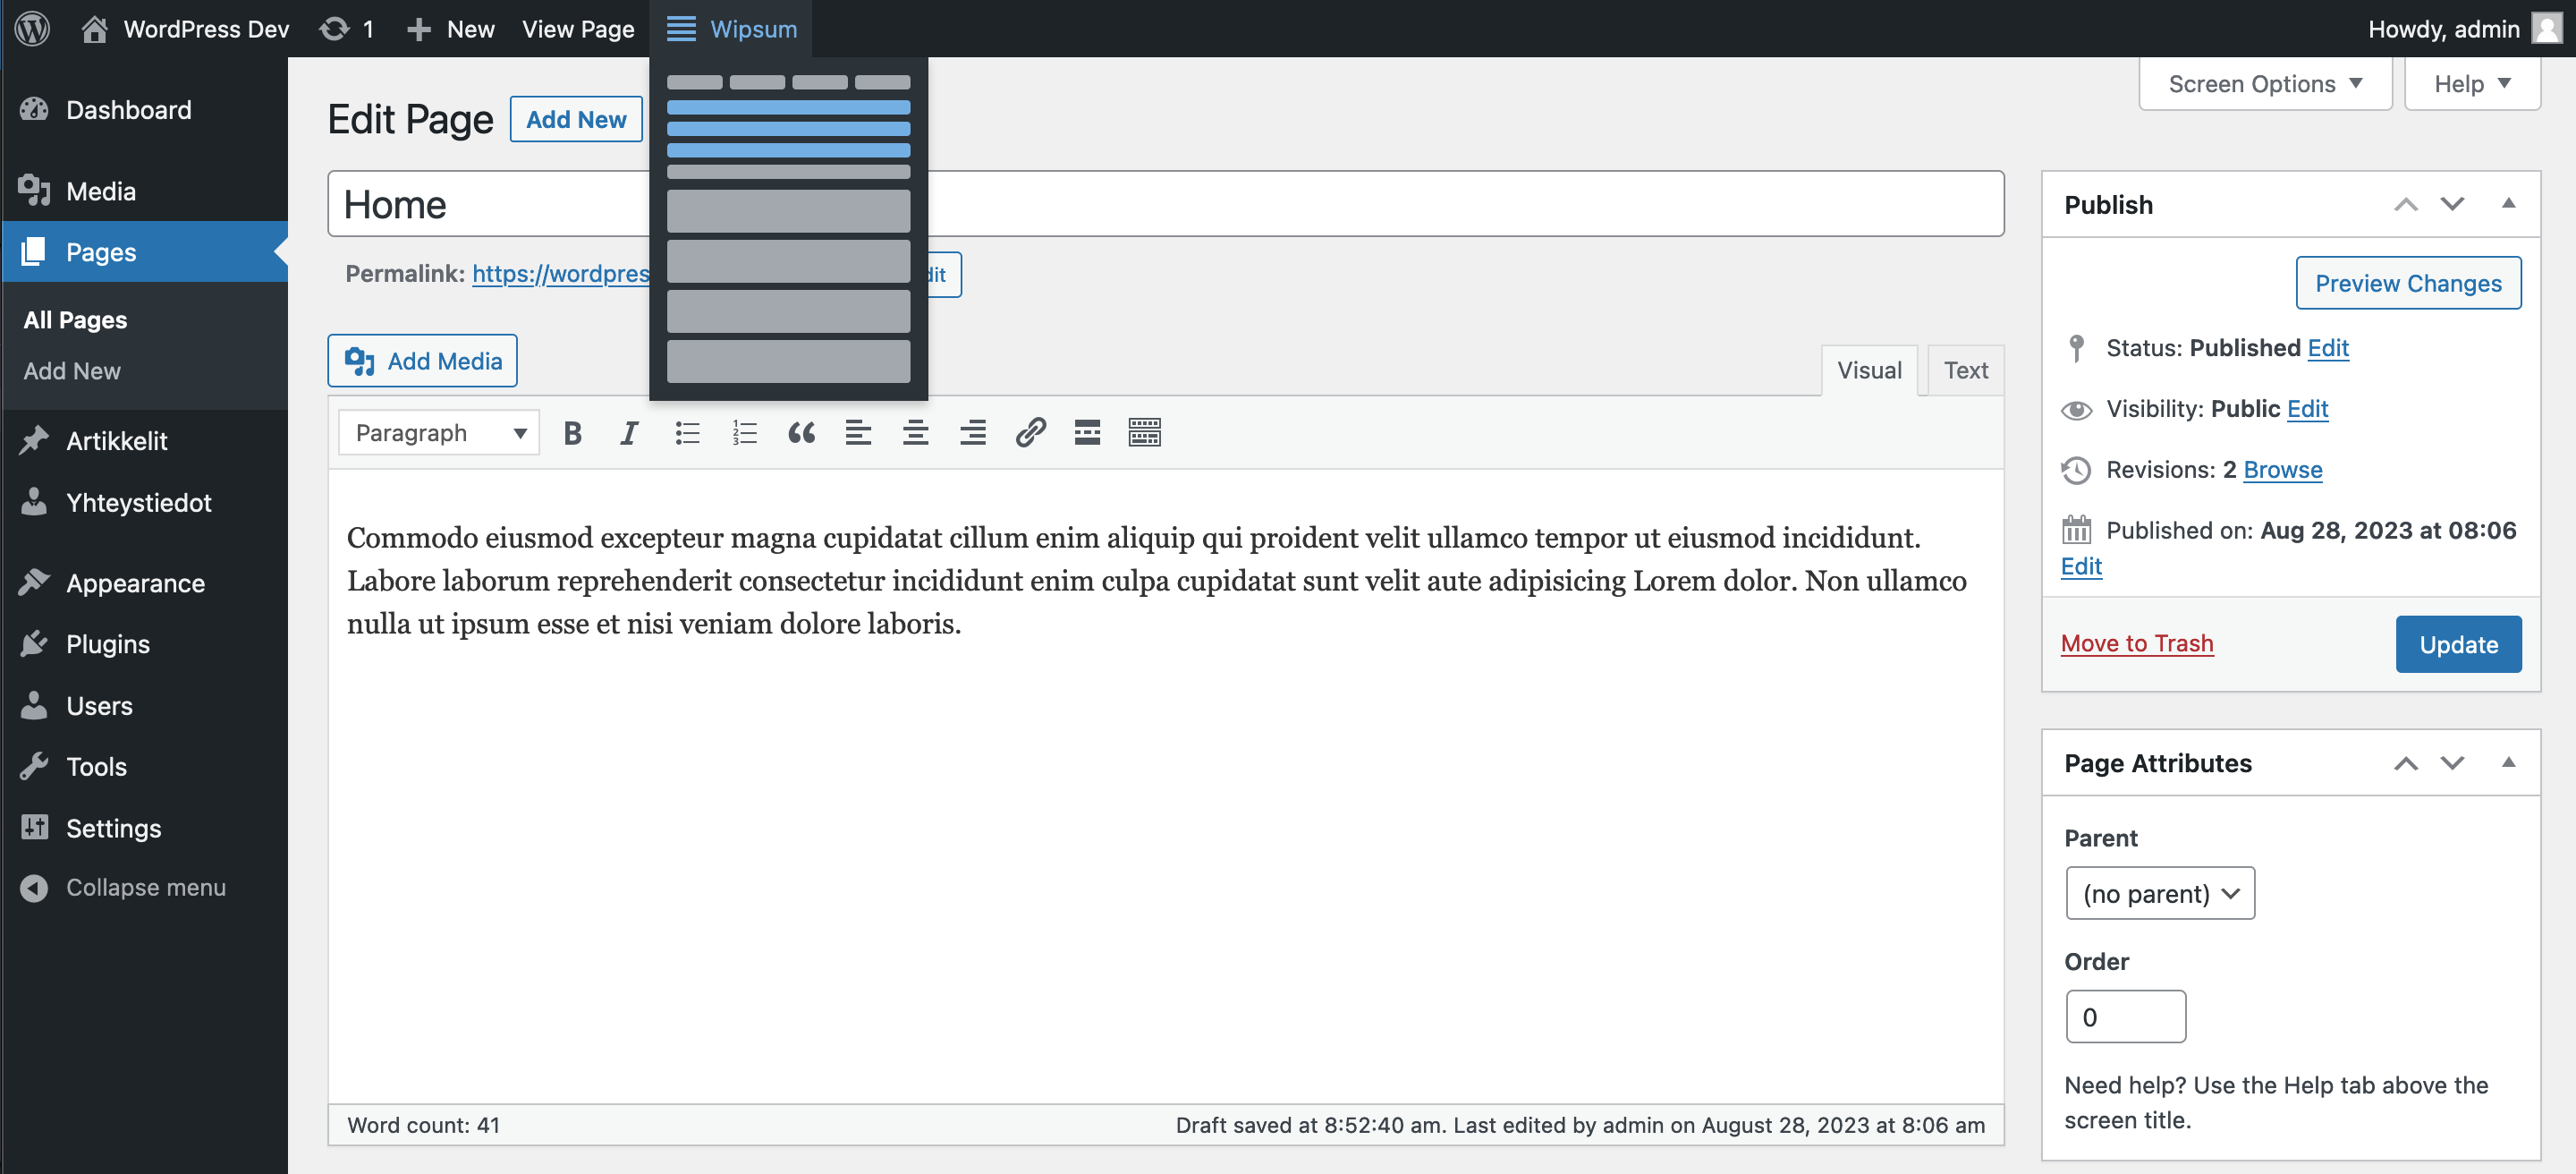 WordPress Dev 1 New View Page Wipsum Howdy, admin
Screen Options Help
Dashboard
Media
Pages
All Pages
Add New
Artikkelit
Yhteystiedot
Appearance
Plugins
Users
Tools
Settings
Collapse menu
Edit Page Add New
Home
Permalink: https://wordpres
Add Media
Visual Text
Paragraph
Commodo eiusmod excepteur magna cupidatat cillum enim aliquip qui proident velit ullamco tempor ut eiusmod incididunt.
Labore laborum reprehenderit consectetur incididunt enim culpa cupidatat sunt velit aute adipisicing Lorem dolor. Non ullamco
nulla ut ipsum esse et nisi veniam dolore laboris.
Word count: 41 Draft saved at 8:52:40 am. Last edited by admin on August 28, 2023 at 8:06 am
Publish
Preview Changes
Status: Published Edit
Visibility: Public Edit
Revisions: 2 Browse
Published on: Aug 28, 2023 at 08:06
Edit
Move to Trash Update
Page Attributes
Parent
(no parent)
Order
0
Need help? Use the Help tab above the
screen title.